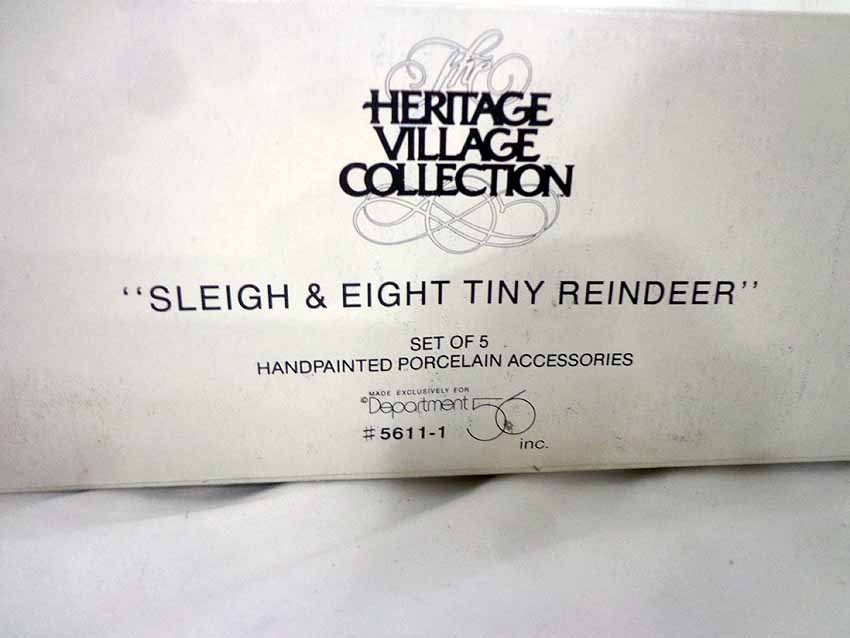 The
HERITAGE
VILLAGE
COLLECTION
‘‘SLEIGH & EIGHT TINY REINDEER’’
SET OF 5
HANDPAINTED PORCELAIN ACCESSORIES
MADE EXCLUSIVELY FOR
©Department 56
#5611-1 inc.